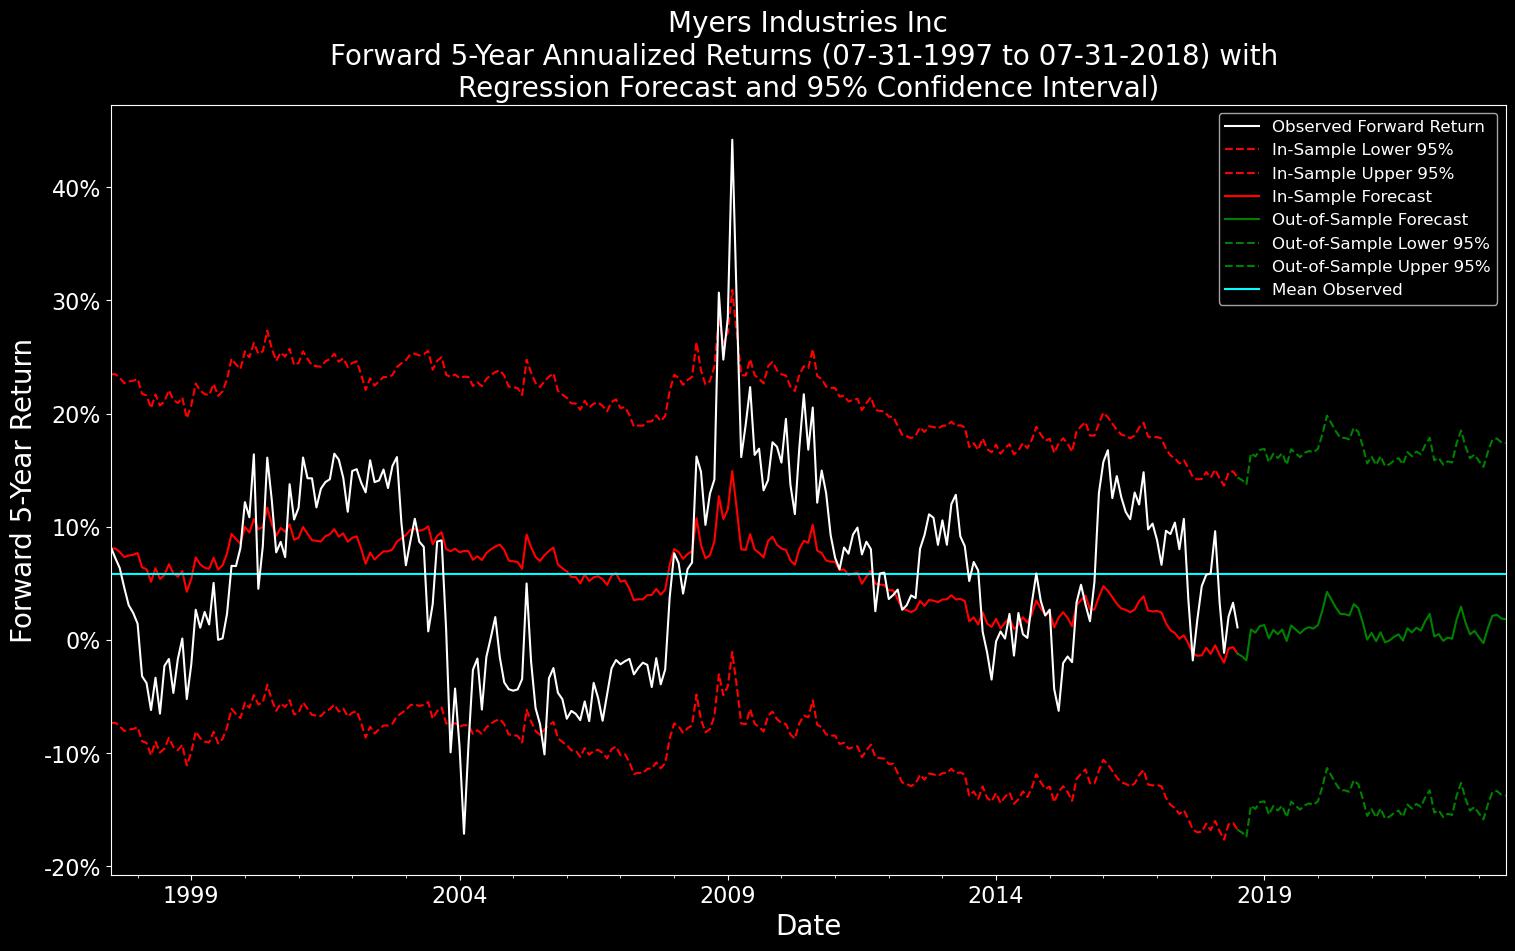 Myers Industries Inc
Forward 5-Year Annualized Returns (07-31-1997 to 07-31-2018) with
Regression Forecast and 95% Confidence Interval)
Forward 5-Year Return
40%
30%
20%
10%
0%
-10%
-20%
Observed Forward Return
In-Sample Lower 95%
In-Sample Upper 95%
In-Sample Forecast
Out-of-Sample Forecast
Out-of-Sample Lower 95%
Out-of-Sample Upper 95%
Mean Observed
1999
2004
2009
2014
2019
Date